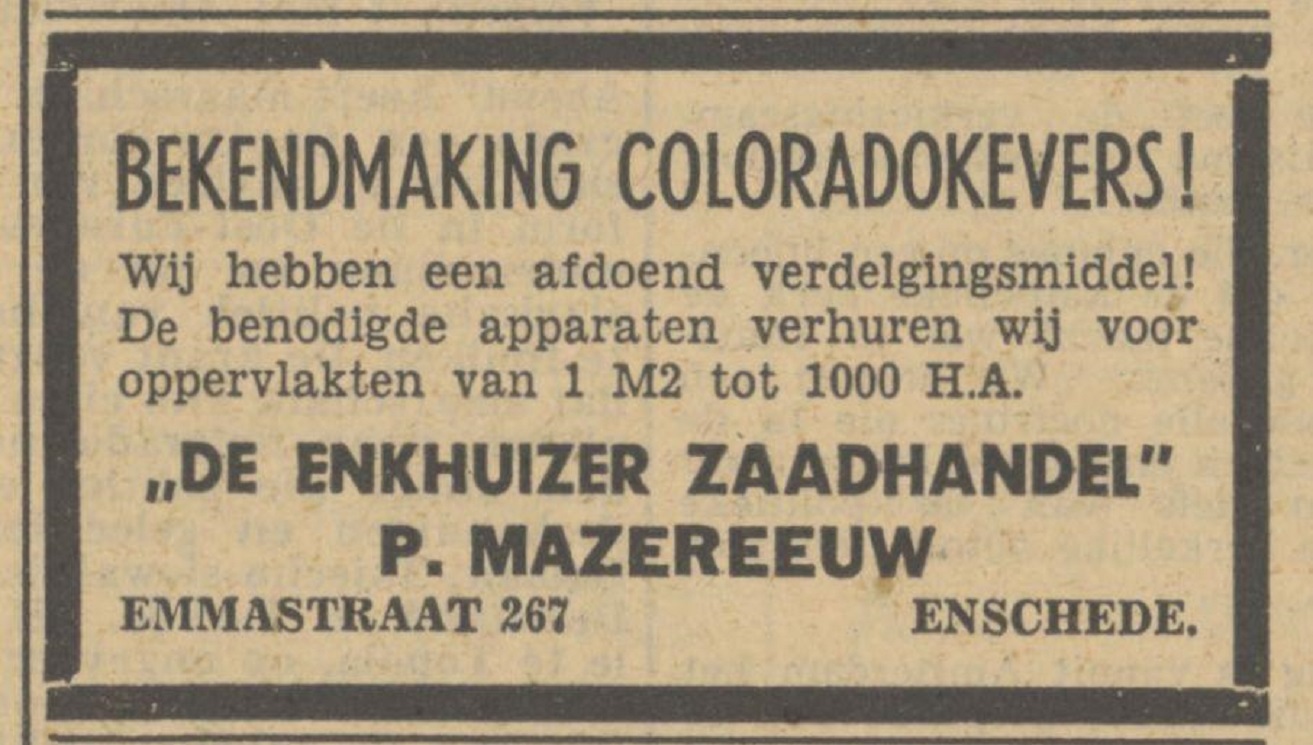 BEKENDMAKING COLORADOKEVERS!
Wij hebben een afdoend verdelgingsmiddel!
De benodigde apparaten verhuren wij voor
oppervlakten van 1 M2 tot 1000 H.A.
„DE ENKHUIZER ZAADHANDEL”
P. MAZEREEUW
EMMASTRAAT 267 ENSCHEDE.